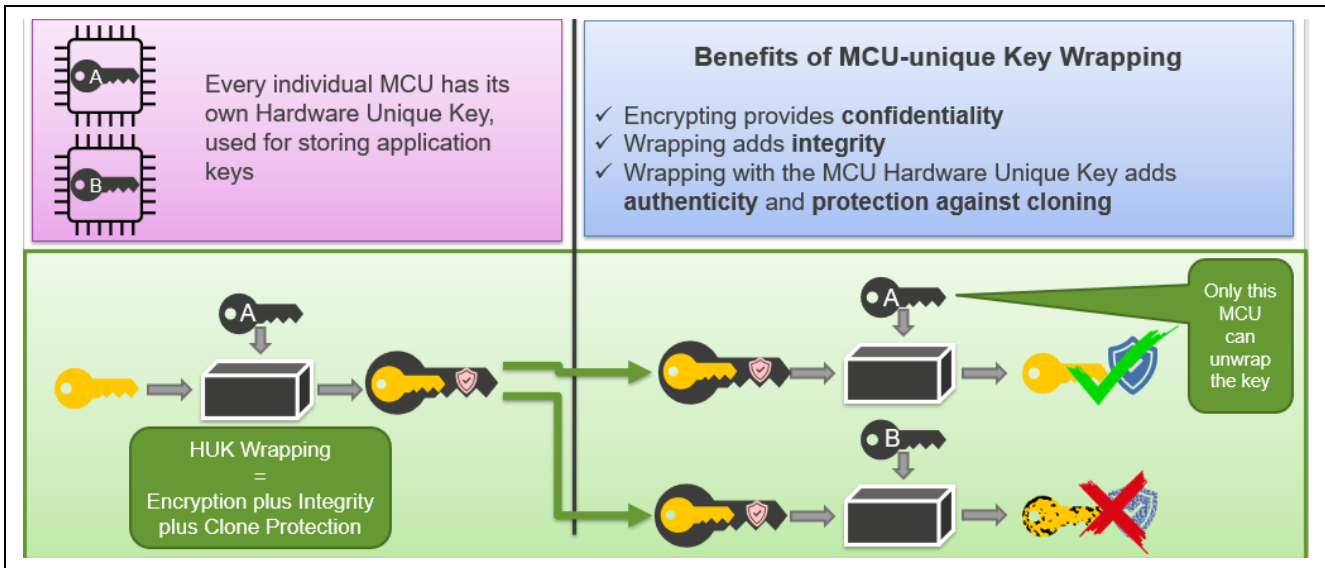 A
B
Every individual MCU has its
own Hardware Unique Key,
used for storing application
keys
Benefits of MCU-unique Key Wrapping
✓ Encrypting provides confidentiality
✓ Wrapping adds integrity
✓ Wrapping with the MCU Hardware Unique Key adds
authenticity and protection against cloning
A
HUK Wrapping
=
Encryption plus Integrity
plus Clone Protection
A
Only this
MCU
can
unwrap
the key
B